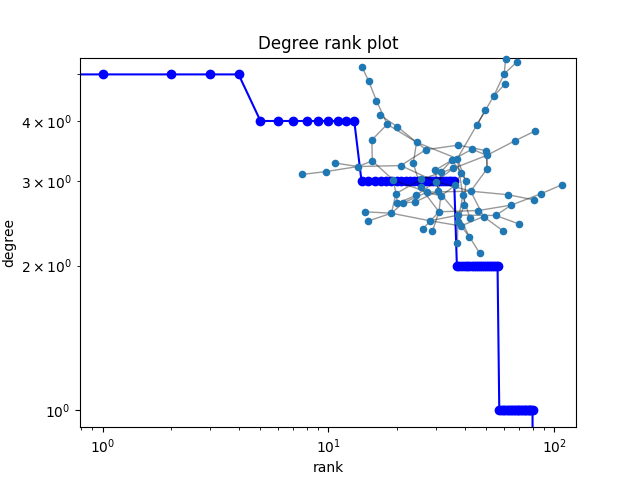 Degree rank plot
degree
4 × 10⁰
3 × 10⁰
2 × 10⁰
10⁰
10⁰ 10¹ 10²
rank